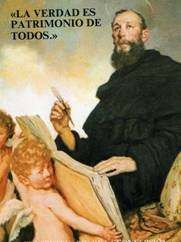 «LA VERDAD ES
PATRIMONIO DE
TODOS.»